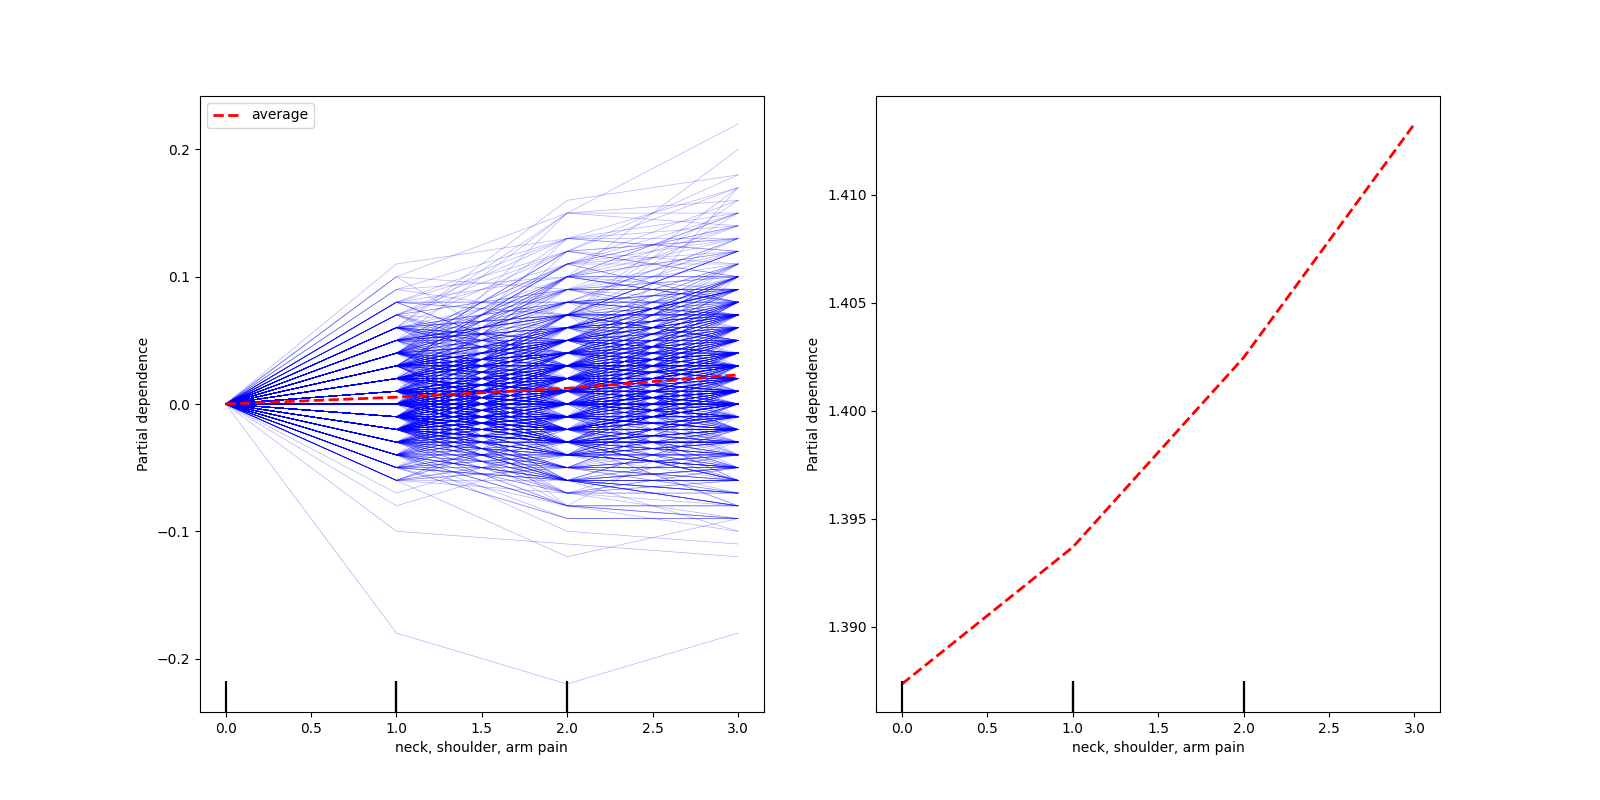 average
0.2
0.1
0.0
−0.1
−0.2
Partial dependence
0.0 0.5 1.0 1.5 2.0 2.5 3.0
neck, shoulder, arm pain
1.410
1.405
1.400
1.395
1.390
Partial dependence
0.0 0.5 1.0 1.5 2.0 2.5 3.0
neck, shoulder, arm pain